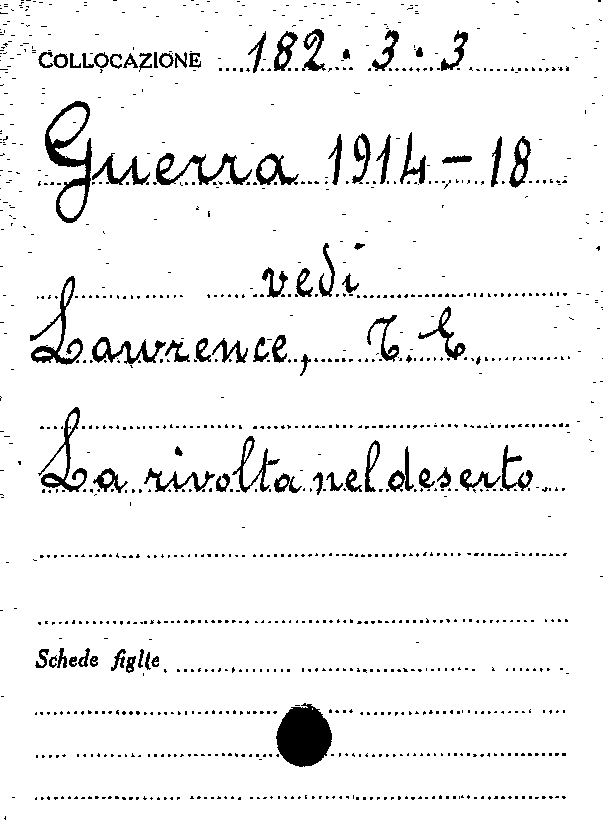 COLLOCAZIONE 182.3.3
Guerra 1914-18
vedi
Lawrence, T. E.
La rivolta nel deserto
Schede figlie